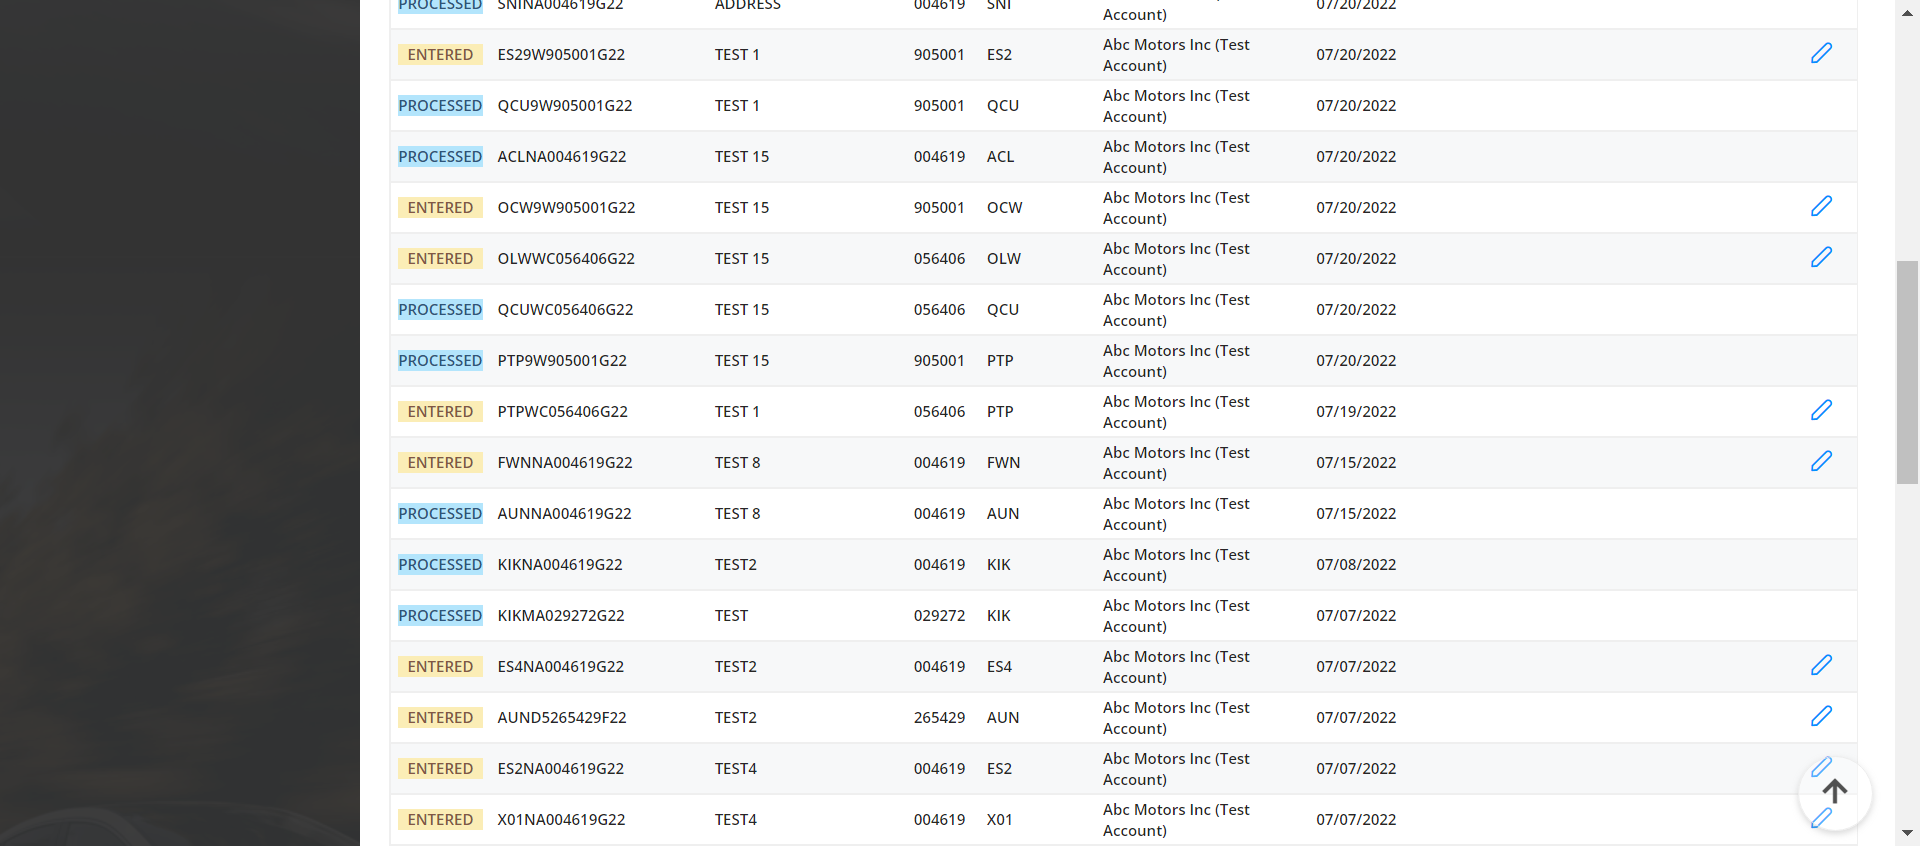 PROCESSED SNINA004619G22 ADDRESS 004619 SNI Account) 07/20/2022
ENTERED ES29W905001G22 TEST 1 905001 ES2 Abc Motors Inc (Test Account) 07/20/2022
PROCESSED QCU9W905001G22 TEST 1 905001 QCU Abc Motors Inc (Test Account) 07/20/2022
PROCESSED ACLNA004619G22 TEST 15 004619 ACL Abc Motors Inc (Test Account) 07/20/2022
ENTERED OCW9W905001G22 TEST 15 905001 OCW Abc Motors Inc (Test Account) 07/20/2022
ENTERED OLWWC056406G22 TEST 15 056406 OLW Abc Motors Inc (Test Account) 07/20/2022
PROCESSED QCUWC056406G22 TEST 15 056406 QCU Abc Motors Inc (Test Account) 07/20/2022
PROCESSED PTP9W905001G22 TEST 15 905001 PTP Abc Motors Inc (Test Account) 07/20/2022
ENTERED PTPWC056406G22 TEST 1 056406 PTP Abc Motors Inc (Test Account) 07/19/2022
ENTERED FWNNA004619G22 TEST 8 004619 FWN Abc Motors Inc (Test Account) 07/15/2022
PROCESSED AUNNA004619G22 TEST 8 004619 AUN Abc Motors Inc (Test Account) 07/15/2022
PROCESSED KIKNA004619G22 TEST2 004619 KIK Abc Motors Inc (Test Account) 07/08/2022
PROCESSED KIKMA029272G22 TEST 029272 KIK Abc Motors Inc (Test Account) 07/07/2022
ENTERED ES4NA004619G22 TEST2 004619 ES4 Abc Motors Inc (Test Account) 07/07/2022
ENTERED AUND5265429F22 TEST2 265429 AUN Abc Motors Inc (Test Account) 07/07/2022
ENTERED ES2NA004619G22 TEST4 004619 ES2 Abc Motors Inc (Test Account) 07/07/2022
ENTERED X01NA004619G22 TEST4 004619 X01 Abc Motors Inc (Test Account) 07/07/2022